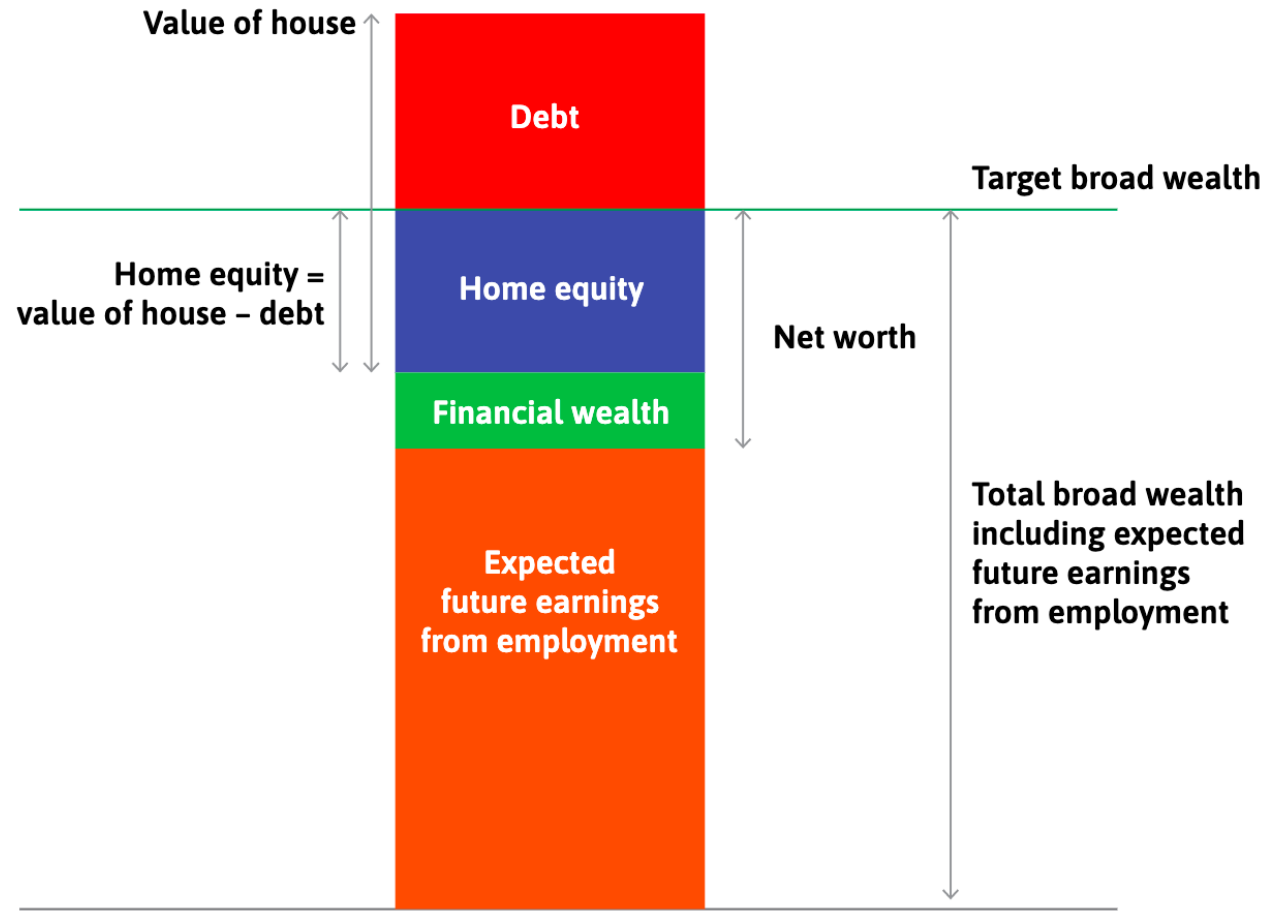 Value of house
Debt
Target broad wealth
Home equity =
value of house – debt
Home equity
Net worth
Financial wealth
Expected
future earnings
from employment
Total broad wealth
including expected
future earnings
from employment